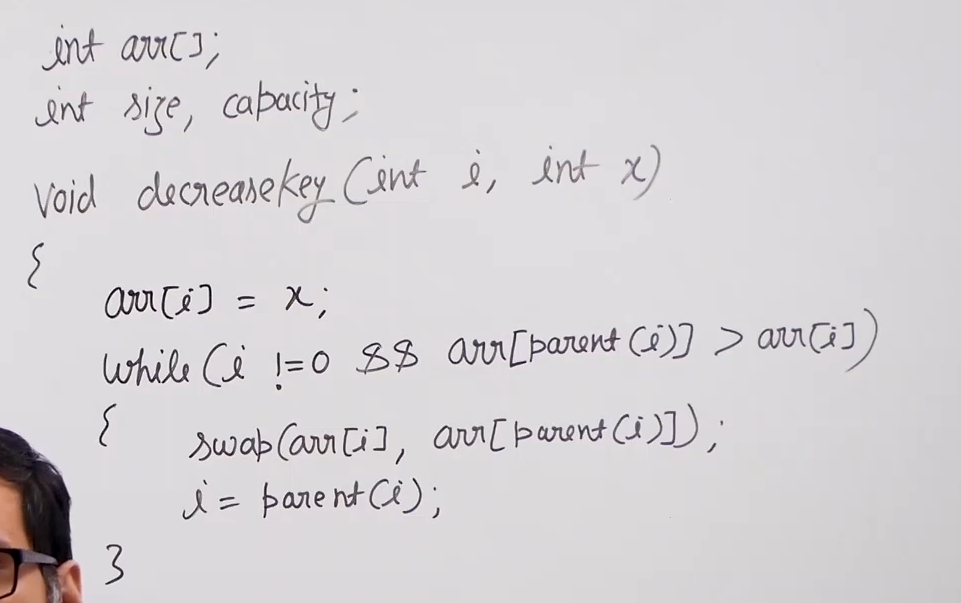 int arr[];
int size, capacity;
void decreasekey (int i, int x)
{
arr[i] = x;
while (i != 0 && arr[parent (i)] > arr[i])
{ swap(arr[i], arr[parent(i)]);
i = parent(i);
}